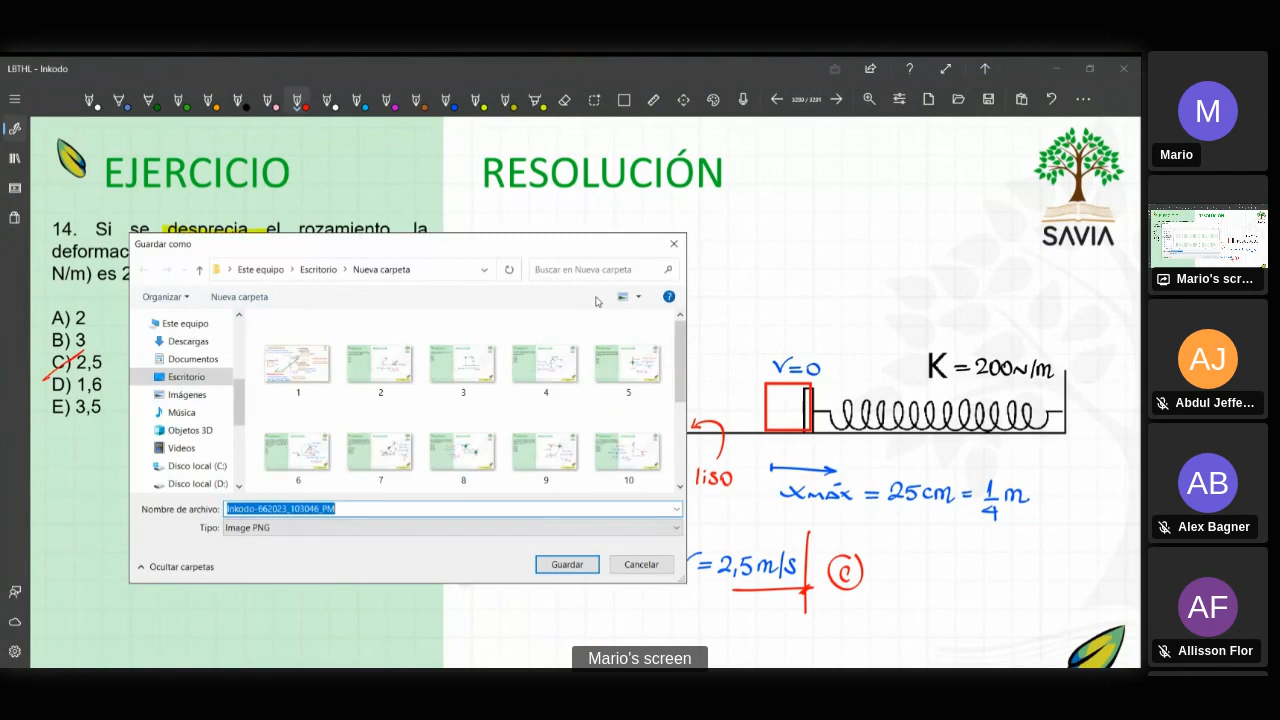 LBTHL - Inkodo
3289 / 3291
EJERCICIO
RESOLUCIÓN
SAVIA
14. Si se desprecia el rozamiento la
deformac
N/m) es 2
A) 2
B) 3
C) 2,5
D) 1,6
E) 3,5
Guardar como
Este equipo
Escritorio
Nueva carpeta
Buscar en Nueva carpeta
Organizar
Nueva carpeta
Este equipo
Descargas
Documentos
Escritorio
Imágenes
Música
Objetos 3D
Videos
Disco local (C:)
Disco local (D:)
1
2
3
4
5
6
7
8
9
10
Nombre de archivo:
Inkodo-662023_103046_PM
Tipo:
Image PNG
Ocultar carpetas
Guardar
Cancelar
V=0
K = 200N/m
liso
xMÁX = 25cm = 1/4 m
= 2,5 m/s
C
Mario's screen
M
Mario
Mario's scr...
AJ
Abdul Jeffe...
AB
Alex Bagner
AF
Allisson Flor